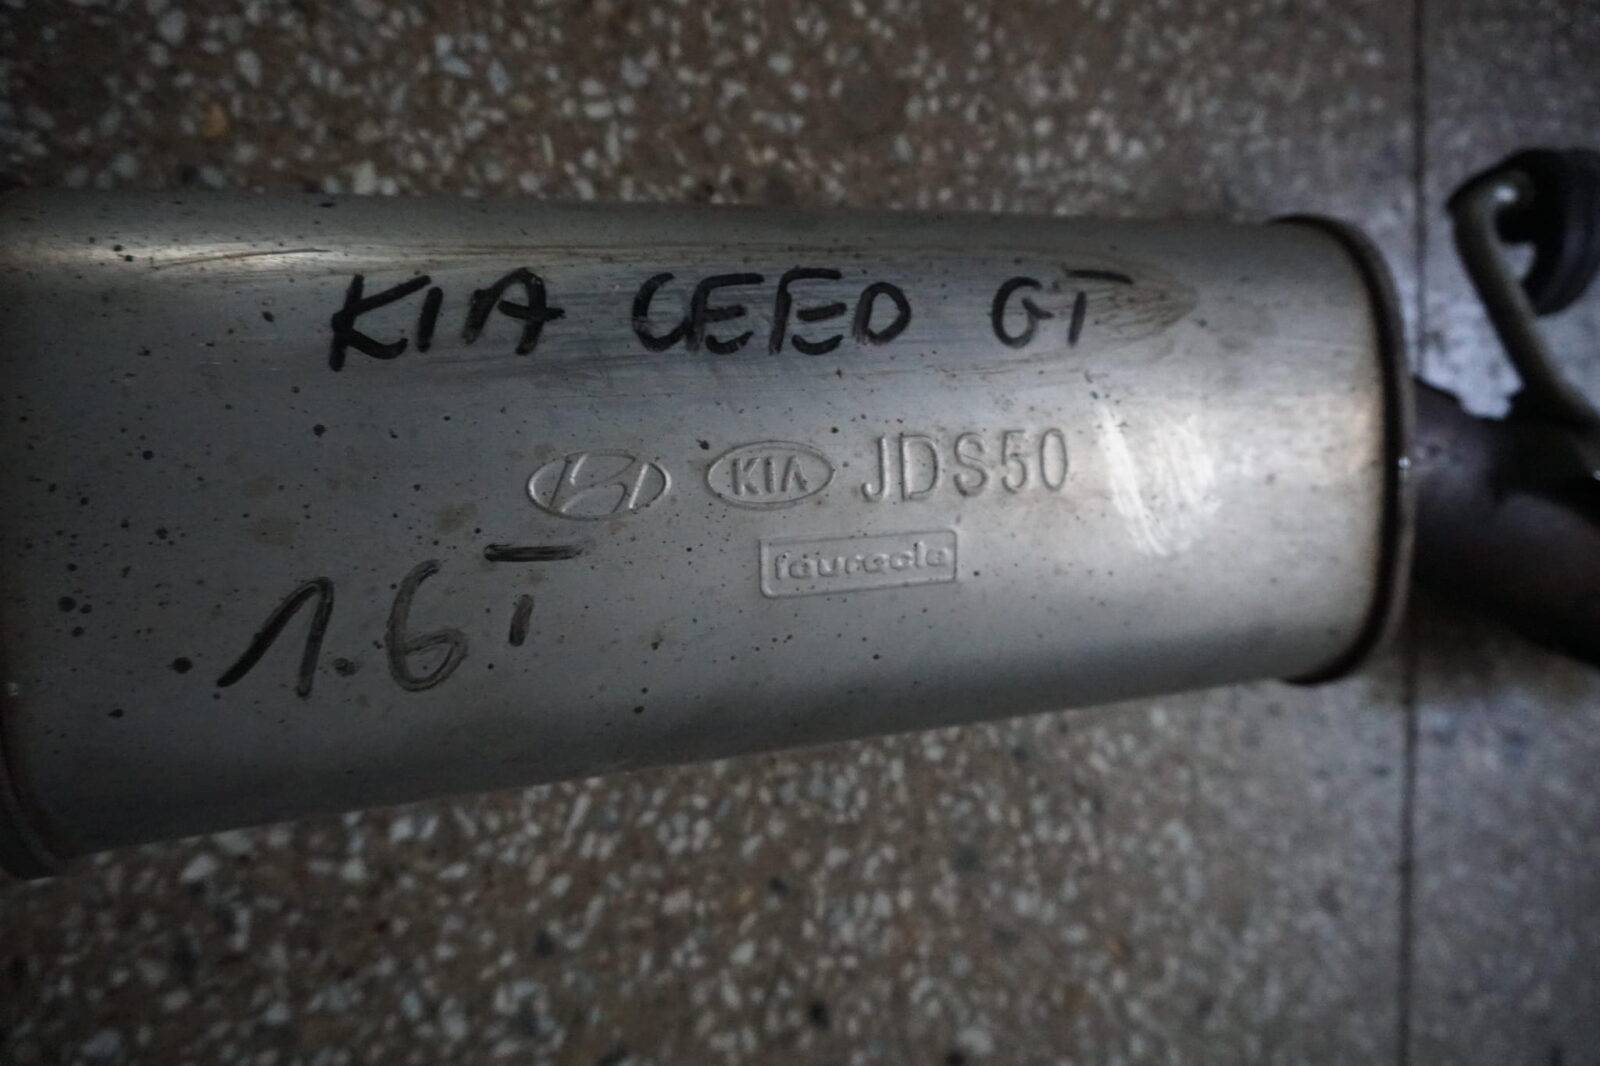 KIA CEED GT
KIA JDS50
faurecia
1.6T